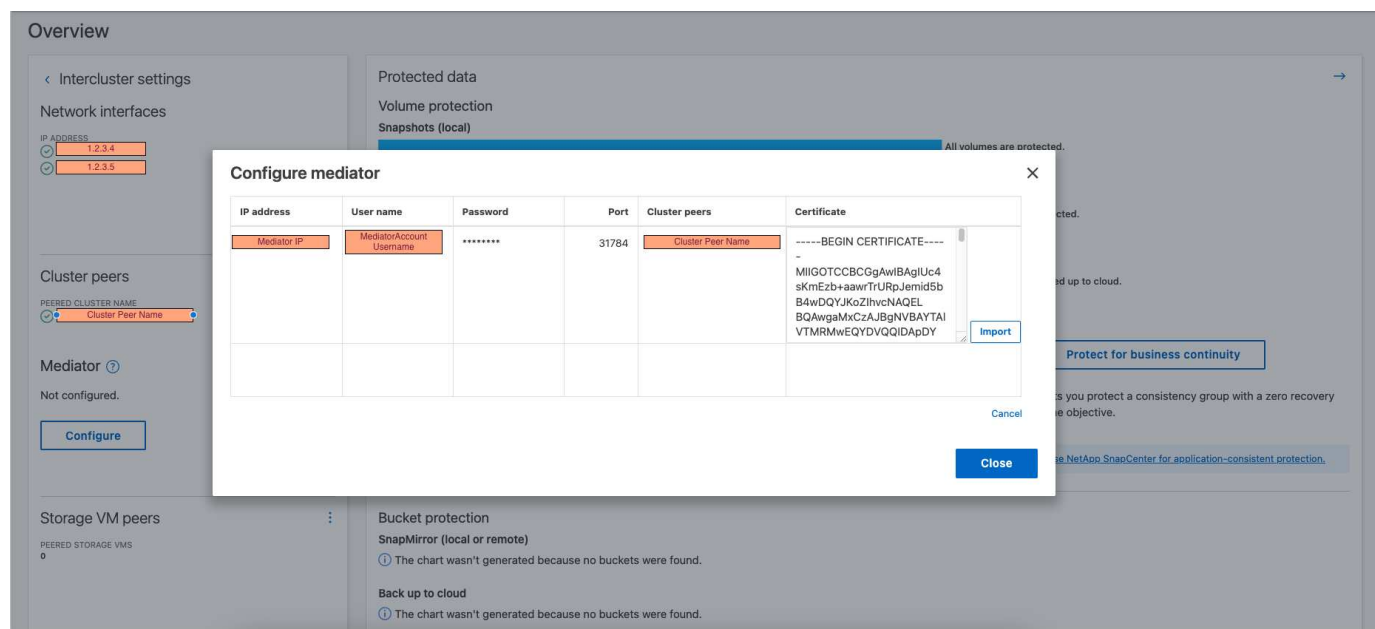 Overview
< Intercluster settings
Network interfaces
IP ADDRESS
1.2.3.4
1.2.3.5
Cluster peers
PEERED CLUSTER NAME
Cluster Peer Name
Mediator ?
Not configured.
Configure
Storage VM peers
PEERED STORAGE VMS
0
Protected data
Volume protection
Snapshots (local)
All volumes are protected.
cted.
ed up to cloud.
Protect for business continuity
s you protect a consistency group with a zero recovery
e objective.
se NetApp SnapCenter for application-consistent protection.
Bucket protection
SnapMirror (local or remote)
The chart wasn't generated because no buckets were found.
Back up to cloud
The chart wasn't generated because no buckets were found.
Configure mediator
IP address User name Password Port Cluster peers Certificate
Mediator IP
MediatorAccount
Username
********
31784
Cluster Peer Name
-----BEGIN CERTIFICATE----
-
MIIGOTCCBCGgAwIBAgIUc4
sKmEzb+aawrTrURpJemid5b
B4wDQYJKoZIhvcNAQEL
BQAwgaMxCzAJBgNVBAYTAl
VTMRMwEQYDVQQIDApDY
Import
Cancel
Close